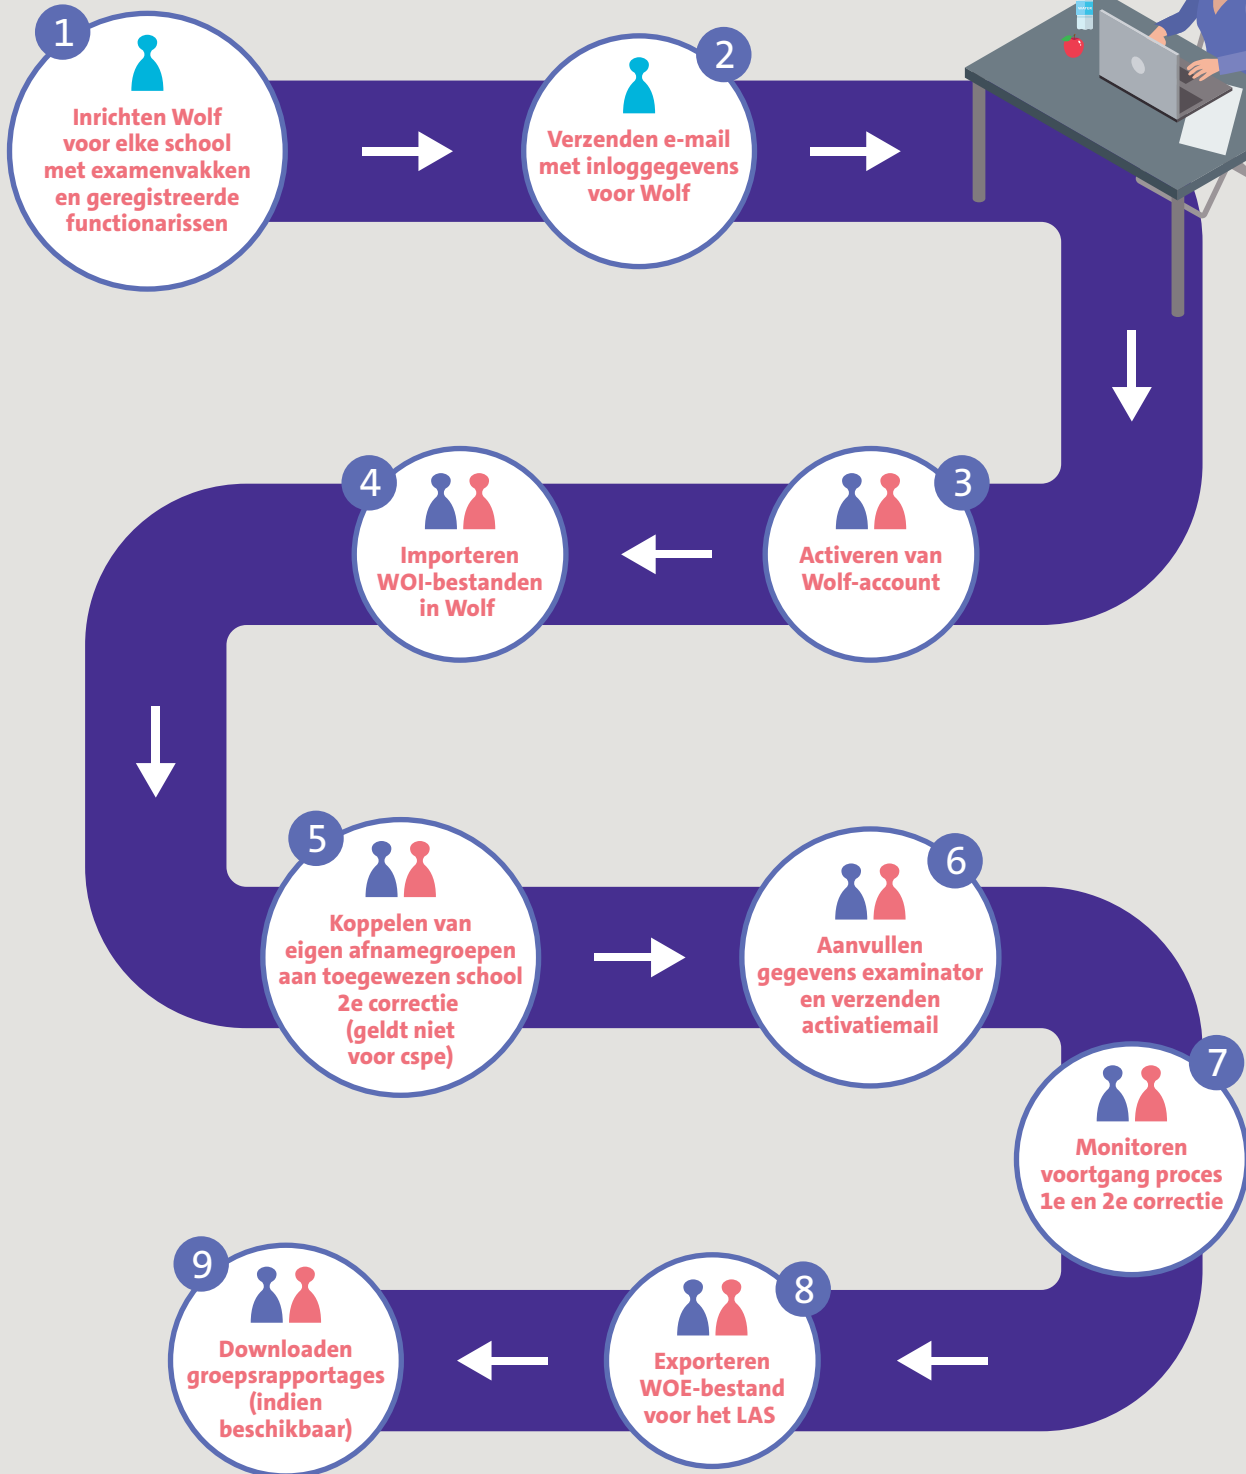 1
Inrichten Wolf
voor elke school
met examenvakken
en geregistreerde
functionarissen
2
Verzenden e-mail
met inloggegevens
voor Wolf
3
Activeren van
Wolf-account
4
Importeren
WOI-bestanden
in Wolf
5
Koppelen van
eigen afnamegroepen
aan toegewezen school
2e correctie
(geldt niet
voor cspe)
6
Aanvullen
gegevens examinator
en verzenden
activatiemail
7
Monitoren
voortgang proces
1e en 2e correctie
8
Exporteren
WOE-bestand
voor het LAS
9
Downloaden
groepsrapportages
(indien
beschikbaar)